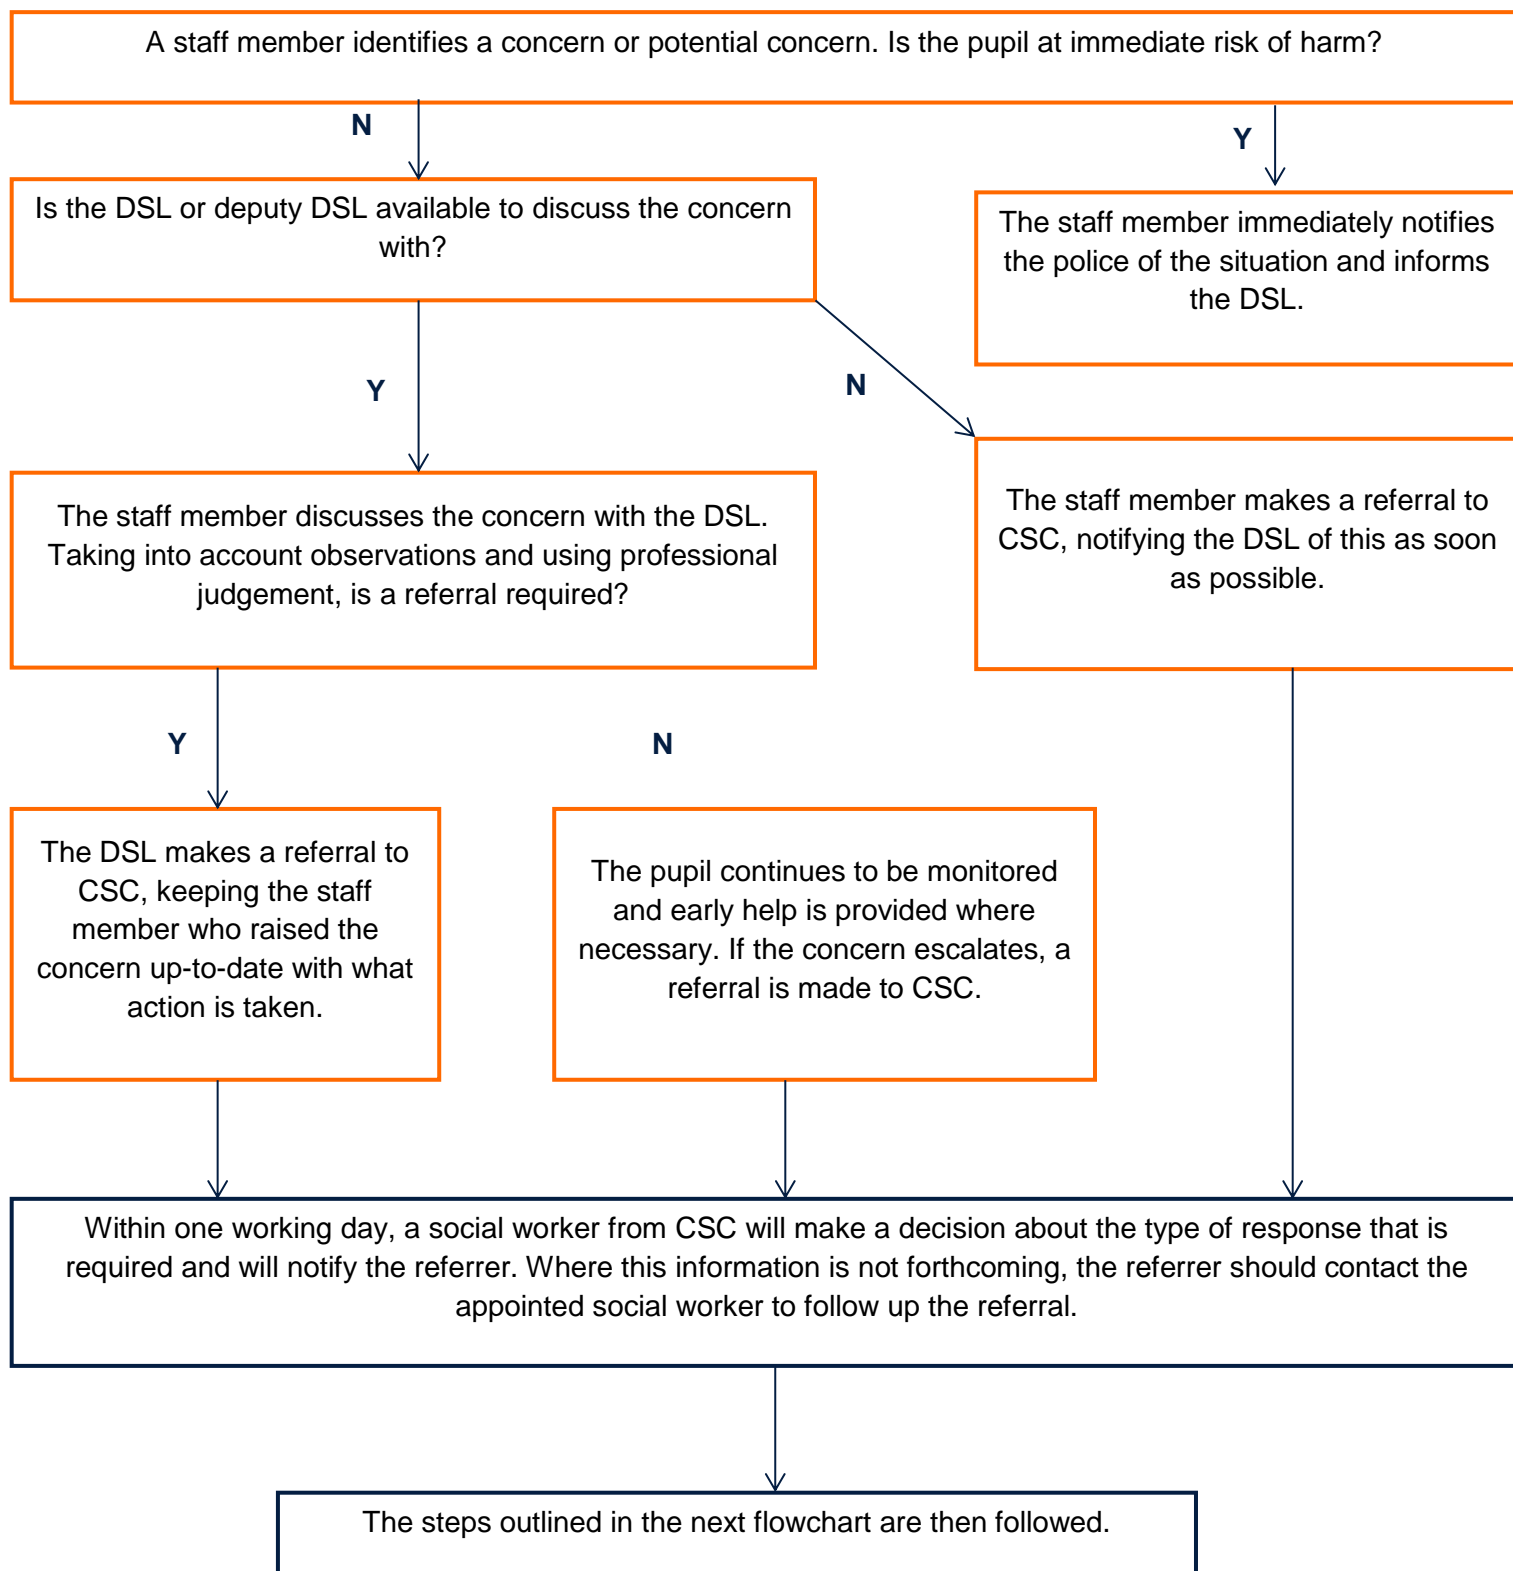 A staff member identifies a concern or potential concern. Is the pupil at immediate risk of harm?
N
Y
Is the DSL or deputy DSL available to discuss the concern
with?
The staff member immediately notifies
the police of the situation and informs
the DSL.
Y
N
The staff member discusses the concern with the DSL.
Taking into account observations and using professional
judgement, is a referral required?
The staff member makes a referral to
CSC, notifying the DSL of this as soon
as possible.
Y
N
The DSL makes a referral to
CSC, keeping the staff
member who raised the
concern up-to-date with what
action is taken.
The pupil continues to be monitored
and early help is provided where
necessary. If the concern escalates, a
referral is made to CSC.
Within one working day, a social worker from CSC will make a decision about the type of response that is
required and will notify the referrer. Where this information is not forthcoming, the referrer should contact the
appointed social worker to follow up the referral.
The steps outlined in the next flowchart are then followed.